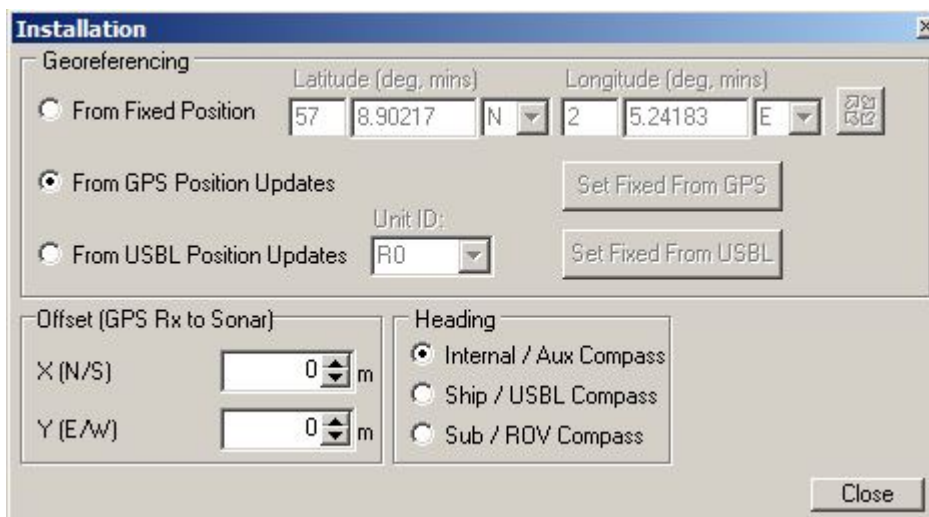 Installation
Georeferencing
Latitude (deg, mins) Longitude (deg, mins)
From Fixed Position 57 8.90217 N 2 5.24183 E
From GPS Position Updates Set Fixed From GPS
Unit ID:
From USBL Position Updates R0 Set Fixed From USBL
Offset (GPS Rx to Sonar) Heading
X (N/S) 0 m Internal / Aux Compass
Ship / USBL Compass
Y (E/W) 0 m Sub / ROV Compass
Close